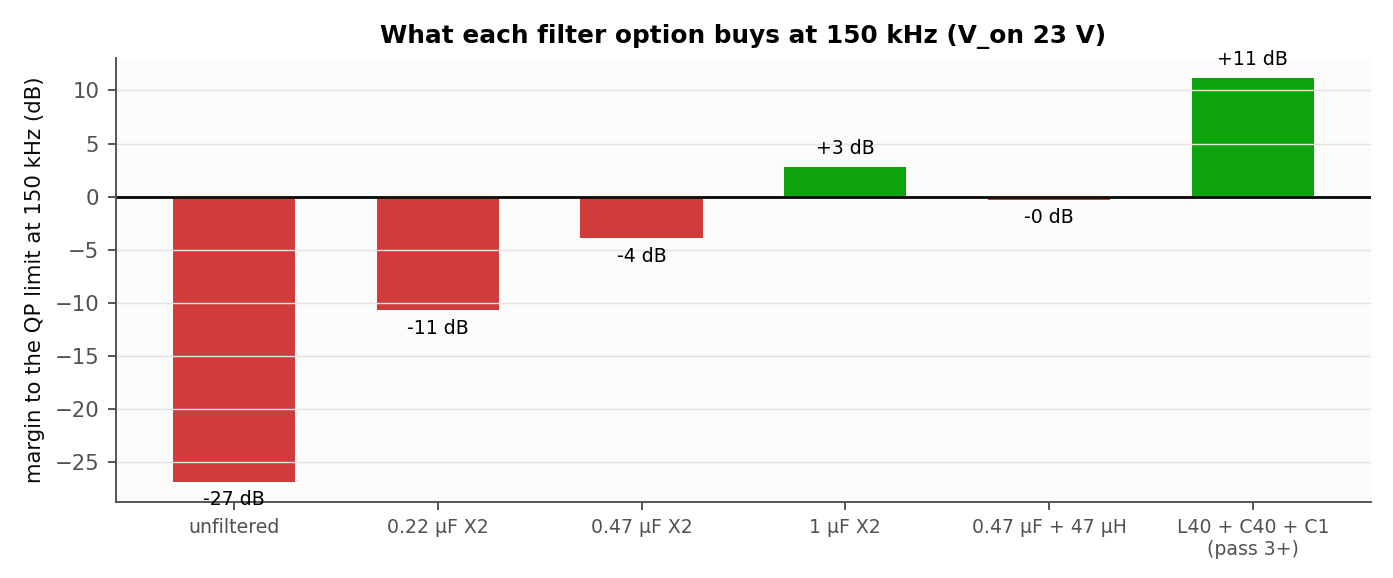 What each filter option buys at 150 kHz (V_on 23 V)
margin to the QP limit at 150 kHz (dB)
10
5
0
−5
−10
−15
−20
−25
-27 dB
-11 dB
-4 dB
+3 dB
-0 dB
+11 dB
unfiltered
0.22 µF X2
0.47 µF X2
1 µF X2
0.47 µF + 47 µH
L40 + C40 + C1
(pass 3+)